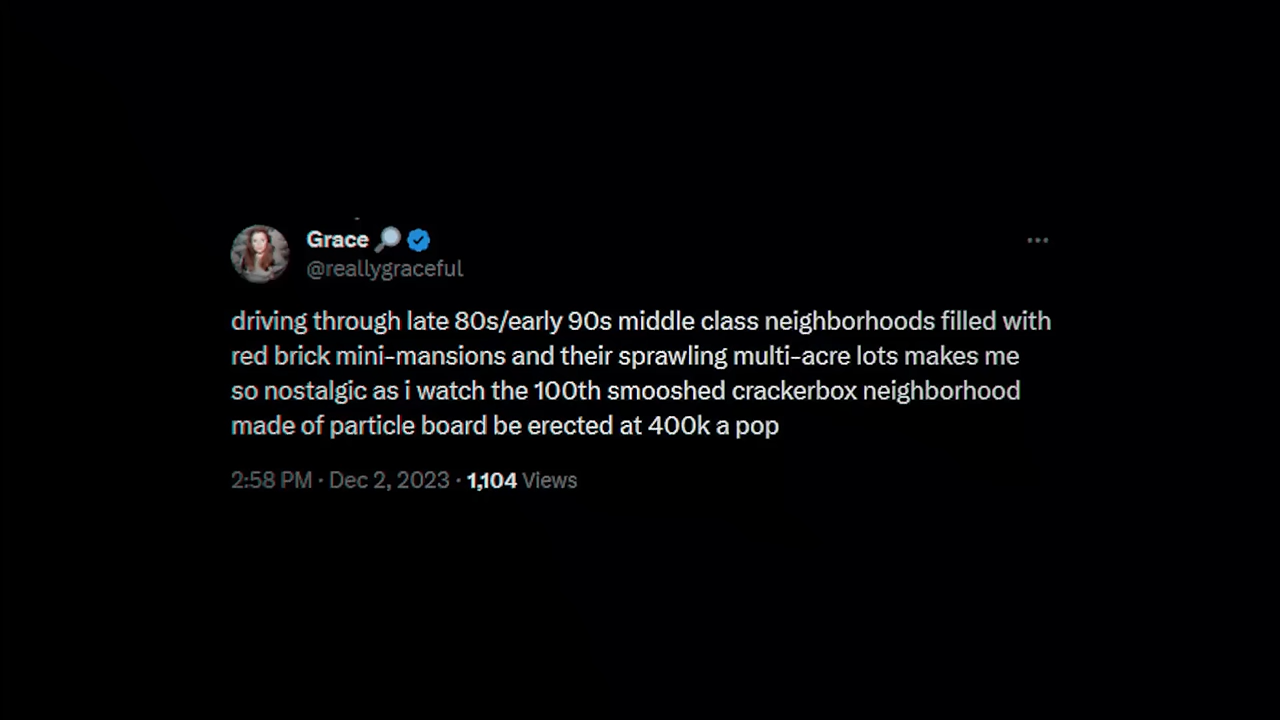 Grace
@reallygraceful
driving through late 80s/early 90s middle class neighborhoods filled with
red brick mini-mansions and their sprawling multi-acre lots makes me
so nostalgic as i watch the 100th smooshed crackerbox neighborhood
made of particle board be erected at 400k a pop
2:58 PM · Dec 2, 2023 · 1,104 Views